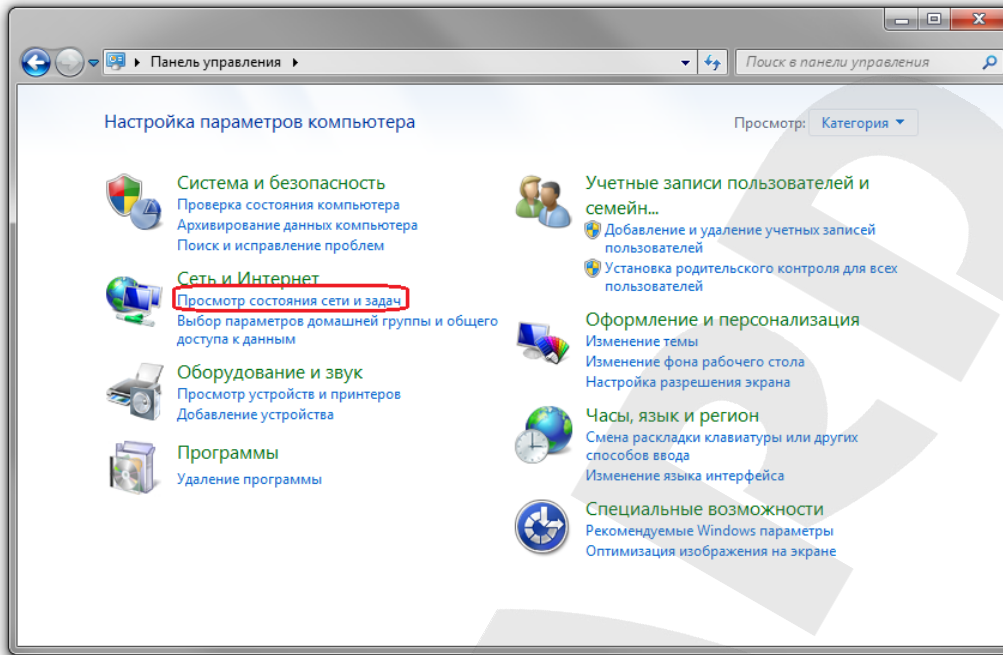 Панель управления
Поиск в панели управления
Настройка параметров компьютера
Просмотр: Категория
Система и безопасность
Проверка состояния компьютера
Архивирование данных компьютера
Поиск и исправление проблем
Сеть и Интернет
Просмотр состояния сети и задач
Выбор параметров домашней группы и общего
доступа к данным
Оборудование и звук
Просмотр устройств и принтеров
Добавление устройства
Программы
Удаление программы
Учетные записи пользователей и
семейн...
Добавление и удаление учетных записей
пользователей
Установка родительского контроля для всех
пользователей
Оформление и персонализация
Изменение темы
Изменение фона рабочего стола
Настройка разрешения экрана
Часы, язык и регион
Смена раскладки клавиатуры или других
способов ввода
Изменение языка интерфейса
Специальные возможности
Рекомендуемые Windows параметры
Оптимизация изображения на экране